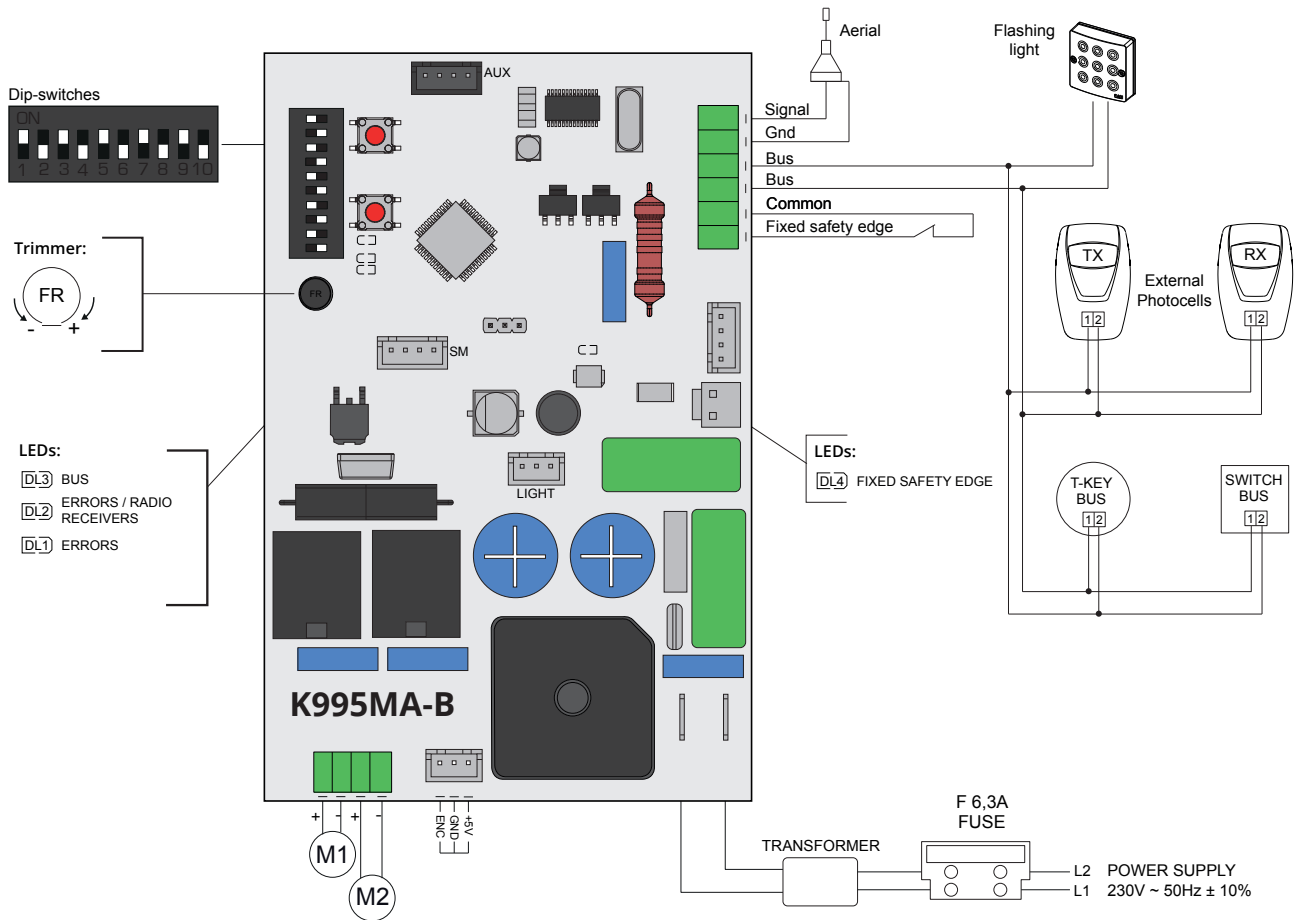 Dip-switches
ON
1 2 3 4 5 6 7 8 9 10
Trimmer:
FR
- +
LEDs:
DL3 BUS
DL2 ERRORS / RADIO
RECEIVERS
DL1 ERRORS
AUX
FR
SM
LIGHT
K995MA-B
+ - + -
M1
M2
ENC
GND
+5V
Aerial
Signal
Gnd
Bus
Bus
Common
Fixed safety edge
Flashing
light
TX
1 2
RX
1 2
External
Photocells
LEDs:
DL4 FIXED SAFETY EDGE
T-KEY
BUS
1 2
SWITCH
BUS
1 2
F 6,3A
FUSE
TRANSFORMER
L2 POWER SUPPLY
L1 230V ~ 50Hz ± 10%